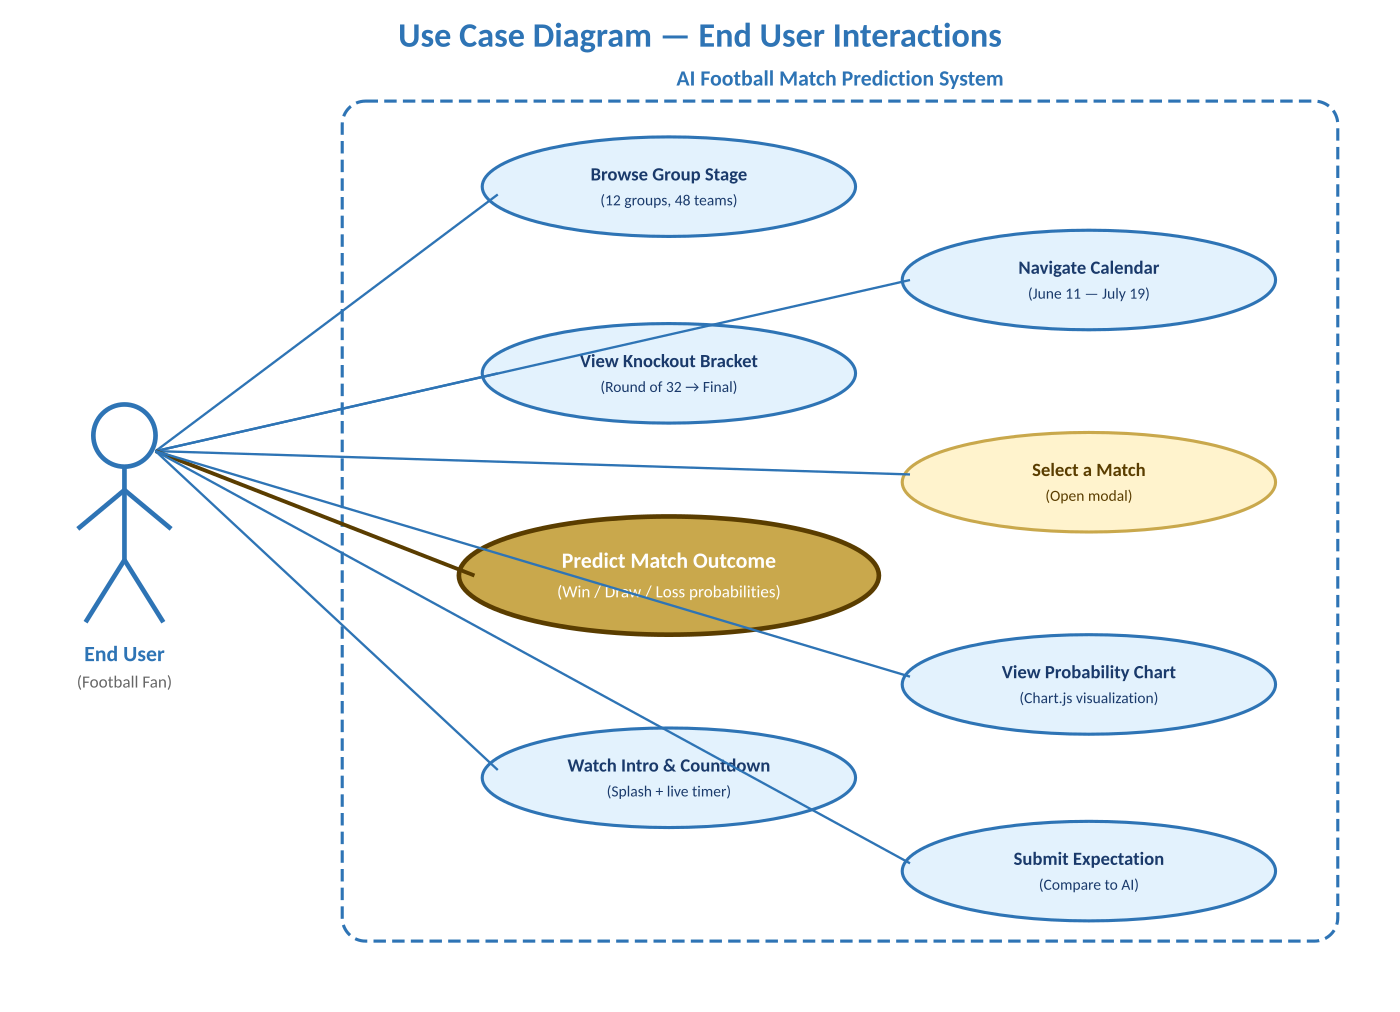 Use Case Diagram — End User Interactions
AI Football Match Prediction System
Browse Group Stage
(12 groups, 48 teams)
Navigate Calendar
(June 11 — July 19)
View Knockout Bracket
(Round of 32 → Final)
Select a Match
(Open modal)
Predict Match Outcome
(Win / Draw / Loss probabilities)
End User
(Football Fan)
View Probability Chart
(Chart.js visualization)
Watch Intro & Countdown
(Splash + live timer)
Submit Expectation
(Compare to AI)